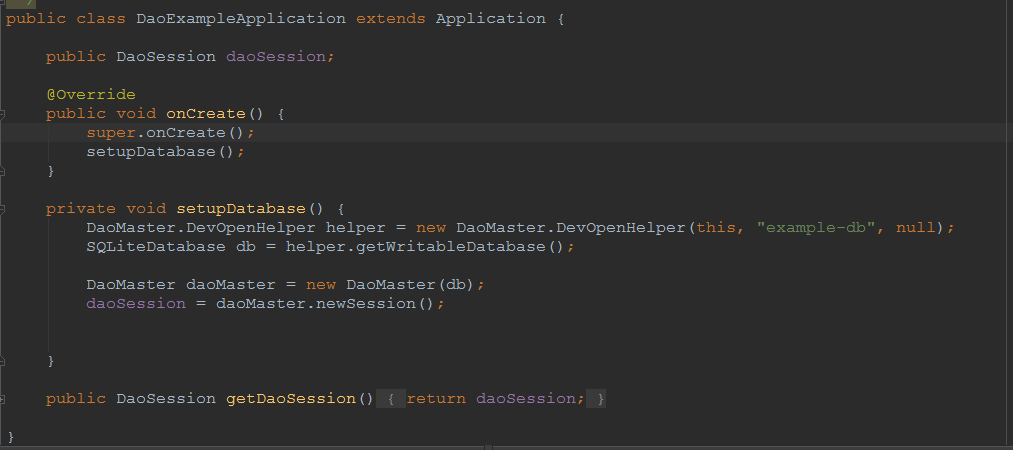 public class DaoExampleApplication extends Application {
public DaoSession daoSession;
@Override
public void onCreate() {
super.onCreate();
setupDatabase();
}
private void setupDatabase() {
DaoMaster.DevOpenHelper helper = new DaoMaster.DevOpenHelper(this, "example-db", null);
SQLiteDatabase db = helper.getWritableDatabase();
DaoMaster daoMaster = new DaoMaster(db);
daoSession = daoMaster.newSession();
}
public DaoSession getDaoSession() { return daoSession; }
}